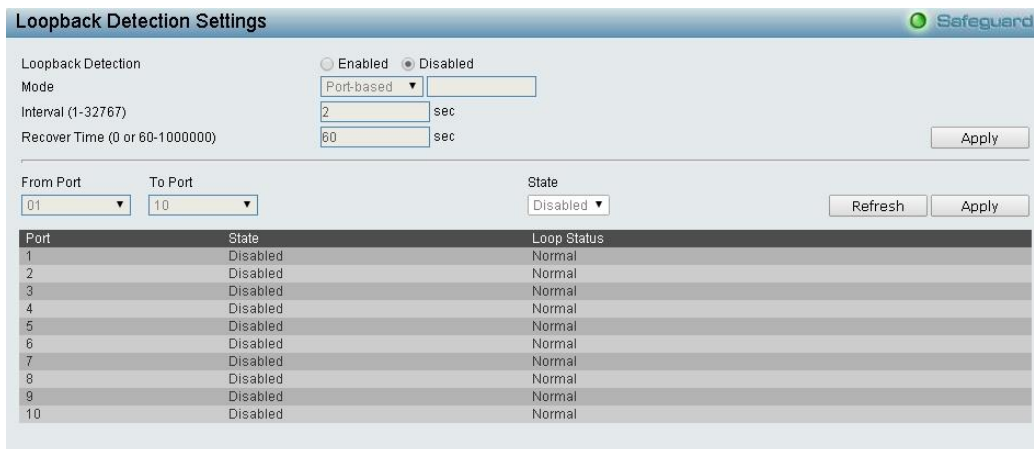 Loopback Detection Settings
Safeguard
Loopback Detection Enabled Disabled
Mode Port-based
Interval (1-32767) 2 sec
Recover Time (0 or 60-1000000) 60 sec Apply
From Port To Port State
01 10 Disabled Refresh Apply
Port State Loop Status
1 Disabled Normal
2 Disabled Normal
3 Disabled Normal
4 Disabled Normal
5 Disabled Normal
6 Disabled Normal
7 Disabled Normal
8 Disabled Normal
9 Disabled Normal
10 Disabled Normal